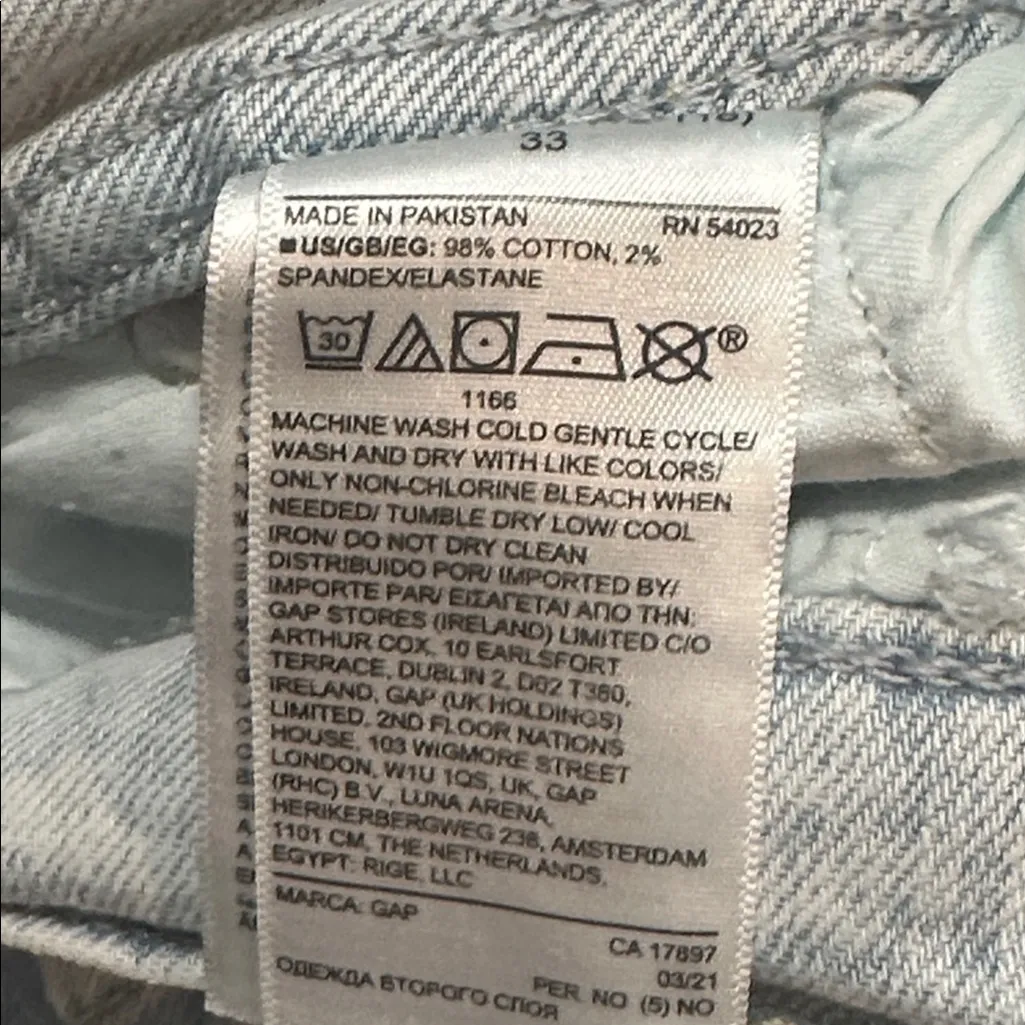 33
MADE IN PAKISTAN
RN 54023
US/GB/EG: 98% COTTON, 2%
SPANDEX/ELASTANE
30
®
1166
MACHINE WASH COLD GENTLE CYCLE/
WASH AND DRY WITH LIKE COLORS/
ONLY NON-CHLORINE BLEACH WHEN
NEEDED/ TUMBLE DRY LOW/ COOL
IRON/ DO NOT DRY CLEAN
DISTRIBUIDO POR/ IMPORTED BY/
IMPORTE PAR/ ΕΙΣΑΓΕΤΑΙ ΑΠΟ ΤΗΝ:
GAP STORES (IRELAND) LIMITED C/O
ARTHUR COX, 10 EARLSFORT
TERRACE, DUBLIN 2, D02 T380,
IRELAND, GAP (UK HOLDINGS)
LIMITED, 2ND FLOOR NATIONS
HOUSE, 103 WIGMORE STREET
LONDON, W1U 1QS, UK, GAP
(RHC) B.V., LUNA ARENA,
HERIKERBERGWEG 238, AMSTERDAM
1101 CM, THE NETHERLANDS,
EGYPT: RIGE, LLC
MARCA: GAP
CA 17897
03/21
PER. NO (5) NO
ОДЕЖДА ВТОРОГО СЛОЯ